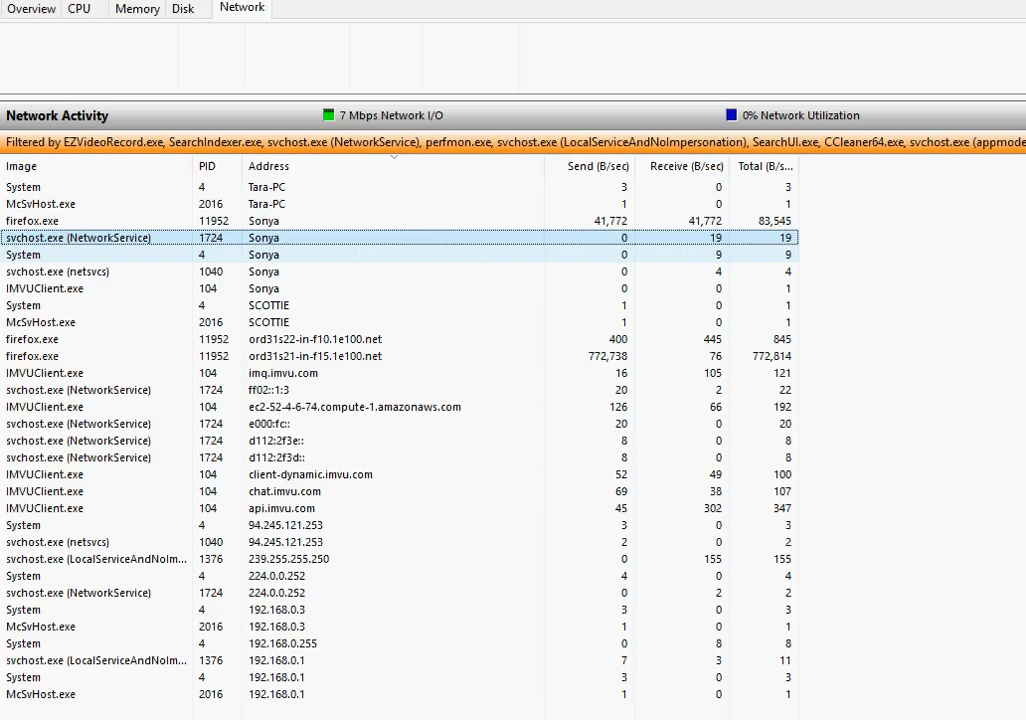 Overview CPU Memory Disk Network
Network Activity 7 Mbps Network I/O 0% Network Utilization
Filtered by EZVideoRecord.exe, SearchIndexer.exe, svchost.exe (NetworkService), perfmon.exe, svchost.exe (LocalServiceAndNoImpersonation), SearchUI.exe, CCleaner64.exe, svchost.exe (appmode
Image PID Address Send (B/sec) Receive (B/sec) Total (B/s...
System 4 Tara-PC 3 0 3
McSvHost.exe 2016 Tara-PC 1 0 1
firefox.exe 11952 Sonya 41,772 41,772 83,545
svchost.exe (NetworkService) 1724 Sonya 0 19 19
System 4 Sonya 0 9 9
svchost.exe (netsvcs) 1040 Sonya 0 4 4
IMVUClient.exe 104 Sonya 0 0 1
System 4 SCOTTIE 1 0 1
McSvHost.exe 2016 SCOTTIE 1 0 1
firefox.exe 11952 ord31s22-in-f10.1e100.net 400 445 845
firefox.exe 11952 ord31s21-in-f15.1e100.net 772,738 76 772,814
IMVUClient.exe 104 imq.imvu.com 16 105 121
svchost.exe (NetworkService) 1724 ff02::1:3 20 2 22
IMVUClient.exe 104 ec2-52-4-6-74.compute-1.amazonaws.com 126 66 192
svchost.exe (NetworkService) 1724 e000:fc:: 20 0 20
svchost.exe (NetworkService) 1724 d112:2f3e:: 8 0 8
svchost.exe (NetworkService) 1724 d112:2f3d:: 8 0 8
IMVUClient.exe 104 client-dynamic.imvu.com 52 49 100
IMVUClient.exe 104 chat.imvu.com 69 38 107
IMVUClient.exe 104 api.imvu.com 45 302 347
System 4 94.245.121.253 3 0 3
svchost.exe (netsvcs) 1040 94.245.121.253 2 0 2
svchost.exe (LocalServiceAndNoIm... 1376 239.255.255.250 0 155 155
System 4 224.0.0.252 4 0 4
svchost.exe (NetworkService) 1724 224.0.0.252 0 2 2
System 4 192.168.0.3 3 0 3
McSvHost.exe 2016 192.168.0.3 1 0 1
System 4 192.168.0.255 0 8 8
svchost.exe (LocalServiceAndNoIm... 1376 192.168.0.1 7 3 11
System 4 192.168.0.1 3 0 3
McSvHost.exe 2016 192.168.0.1 1 0 1